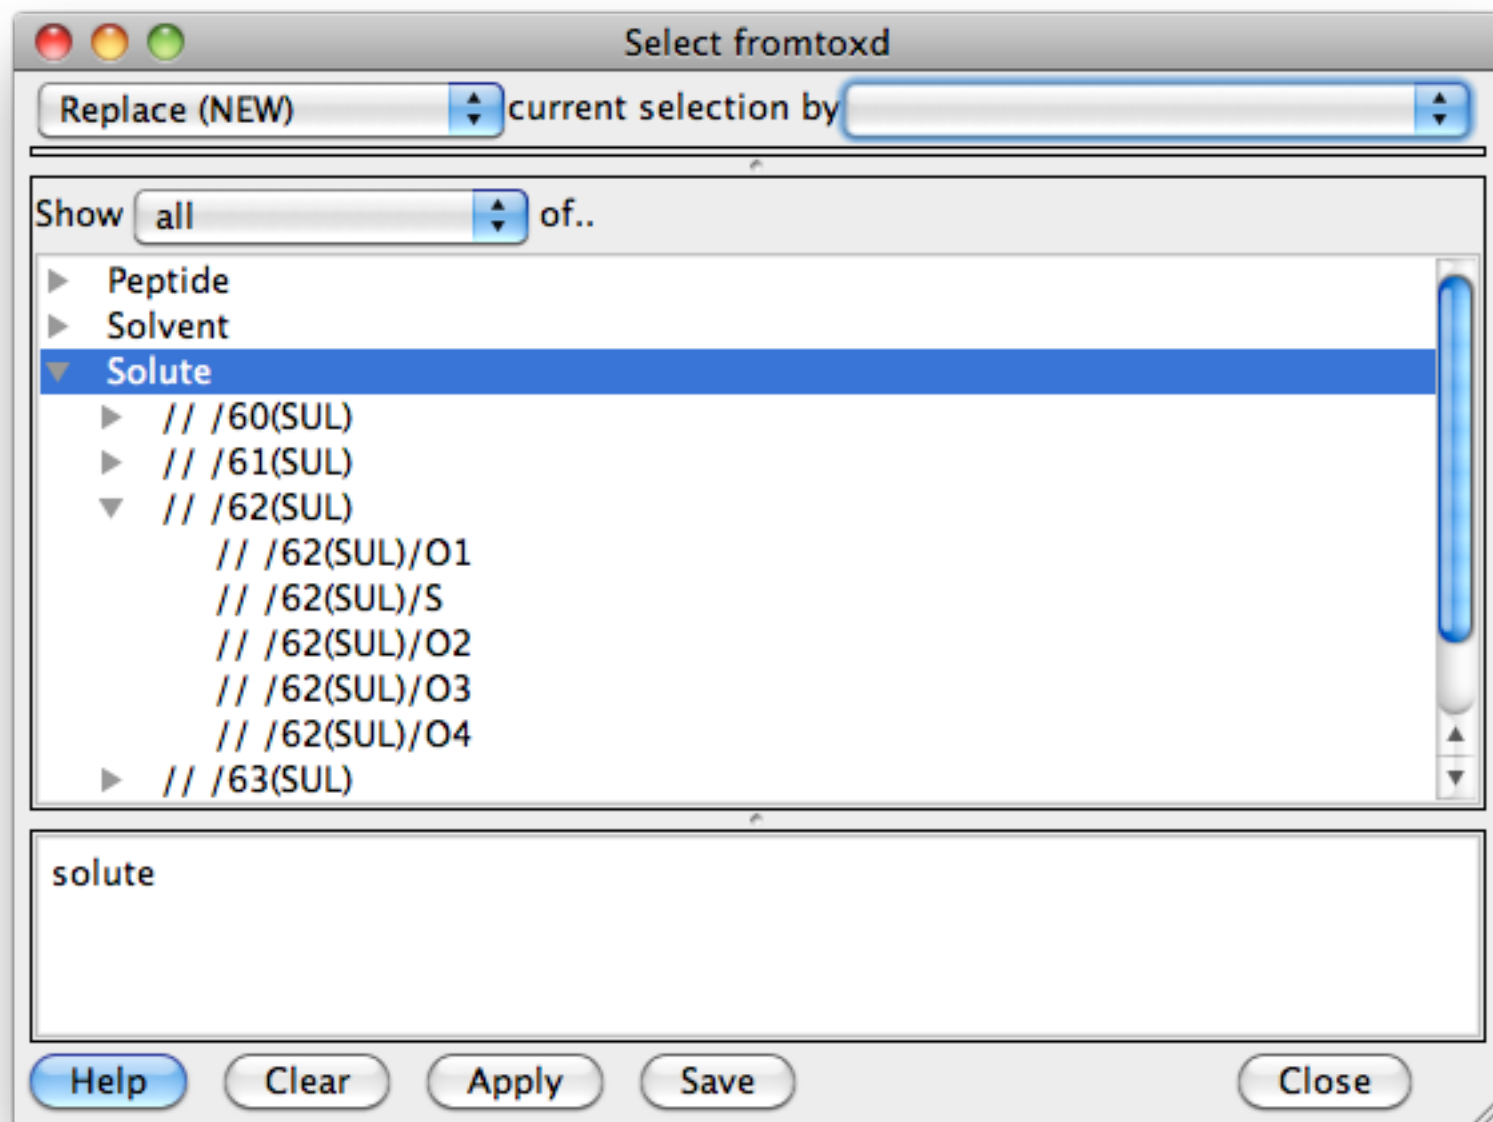 Select fromtoxd
Replace (NEW) current selection by
Show all of..
Peptide
Solvent
Solute
// /60(SUL)
// /61(SUL)
// /62(SUL)
// /62(SUL)/O1
// /62(SUL)/S
// /62(SUL)/O2
// /62(SUL)/O3
// /62(SUL)/O4
// /63(SUL)
solute
Help Clear Apply Save Close